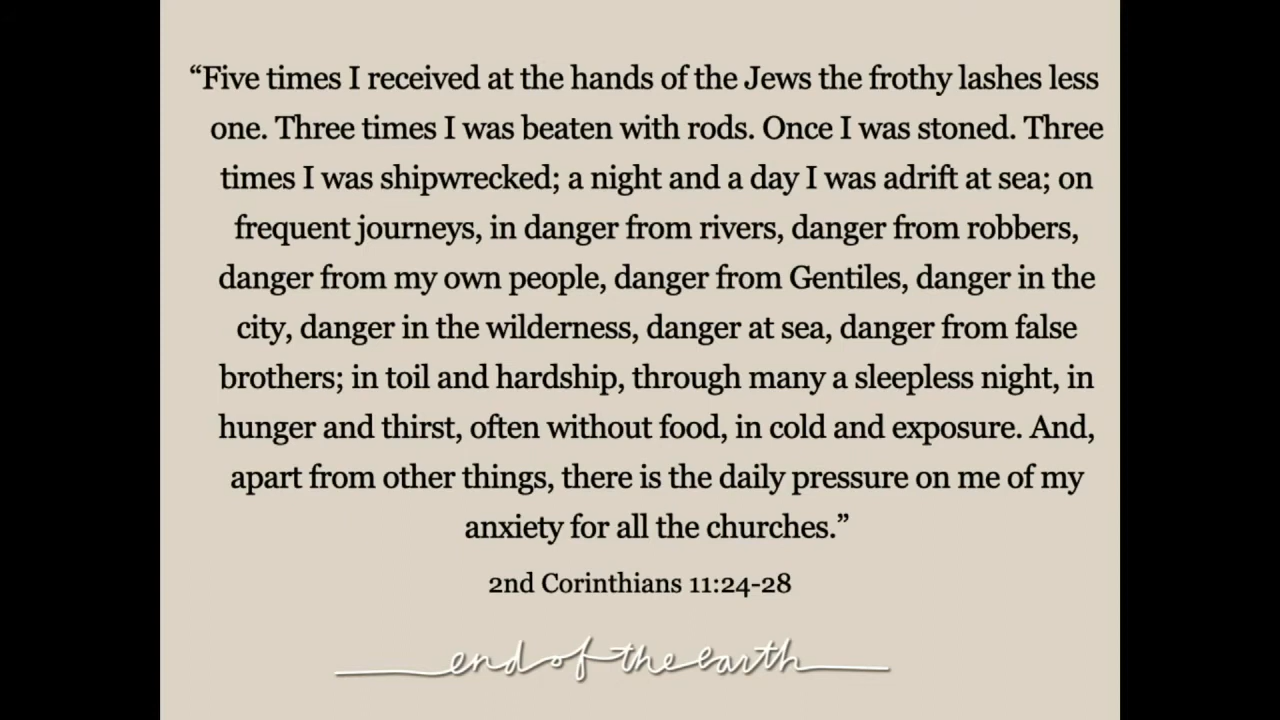 “Five times I received at the hands of the Jews the frothy lashes less
one. Three times I was beaten with rods. Once I was stoned. Three
times I was shipwrecked; a night and a day I was adrift at sea; on
frequent journeys, in danger from rivers, danger from robbers,
danger from my own people, danger from Gentiles, danger in the
city, danger in the wilderness, danger at sea, danger from false
brothers; in toil and hardship, through many a sleepless night, in
hunger and thirst, often without food, in cold and exposure. And,
apart from other things, there is the daily pressure on me of my
anxiety for all the churches.”
2nd Corinthians 11:24-28
end of the earth